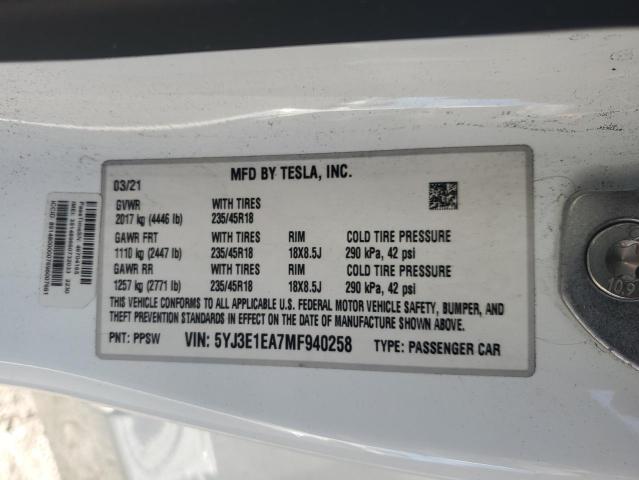 MFD BY TESLA, INC.
03/21
GVWR WITH TIRES
2017 kg (4446 lb) 235/45R18
GAWR FRT WITH TIRES RIM COLD TIRE PRESSURE
1110 kg (2447 lb) 235/45R18 18X8.5J 290 kPa, 42 psi
GAWR RR WITH TIRES RIM COLD TIRE PRESSURE
1257 kg (2771 lb) 235/45R18 18X8.5J 290 kPa, 42 psi
THIS VEHICLE CONFORMS TO ALL APPLICABLE U.S. FEDERAL MOTOR VEHICLE SAFETY, BUMPER, AND
THEFT PREVENTION STANDARDS IN EFFECT ON THE DATE OF MANUFACTURE SHOWN ABOVE.
PNT: PPSW VIN: 5YJ3E1EA7MF940258 TYPE: PASSENGER CAR
10.9